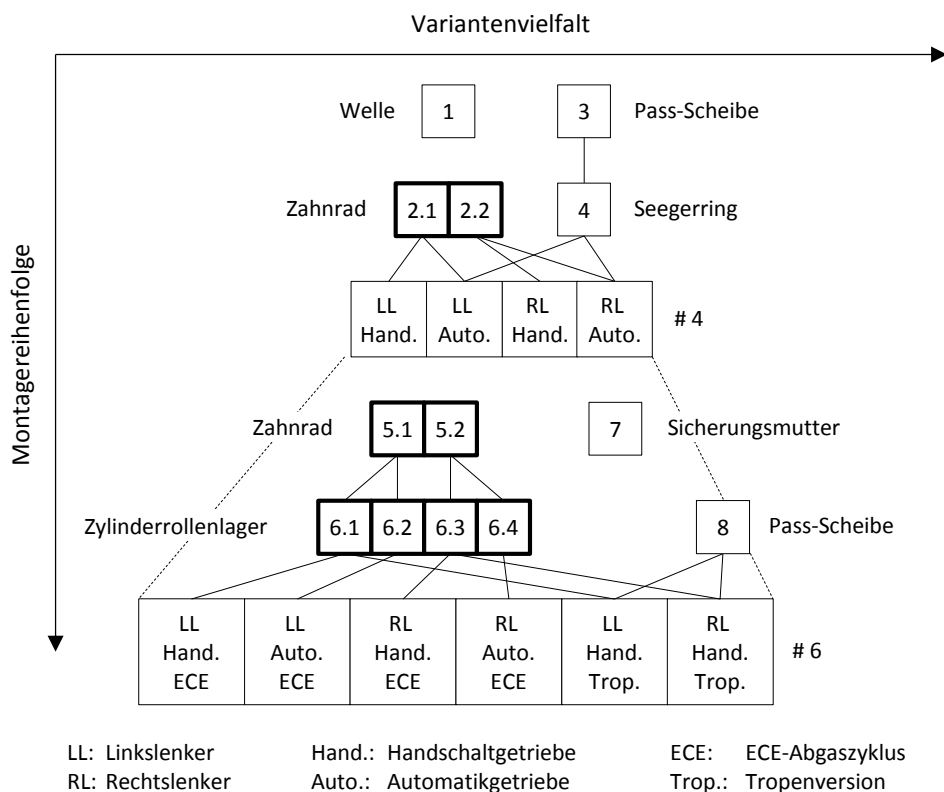 Variantenvielfalt
Montagereihenfolge
Welle 1 3 Pass-Scheibe
Zahnrad 2.1 2.2 4 Seegerring
LL LL RL RL
Hand. Auto. Hand. Auto.
# 4
Zahnrad 5.1 5.2 7 Sicherungsmutter
Zylinderrollenlager 6.1 6.2 6.3 6.4 8 Pass-Scheibe
LL LL RL RL LL RL
Hand. Auto. Hand. Auto. Hand. Hand.
ECE ECE ECE ECE Trop. Trop.
# 6
LL: Linkslenker Hand.: Handschaltgetriebe ECE: ECE-Abgaszyklus
RL: Rechtslenker Auto.: Automatikgetriebe Trop.: Tropenversion